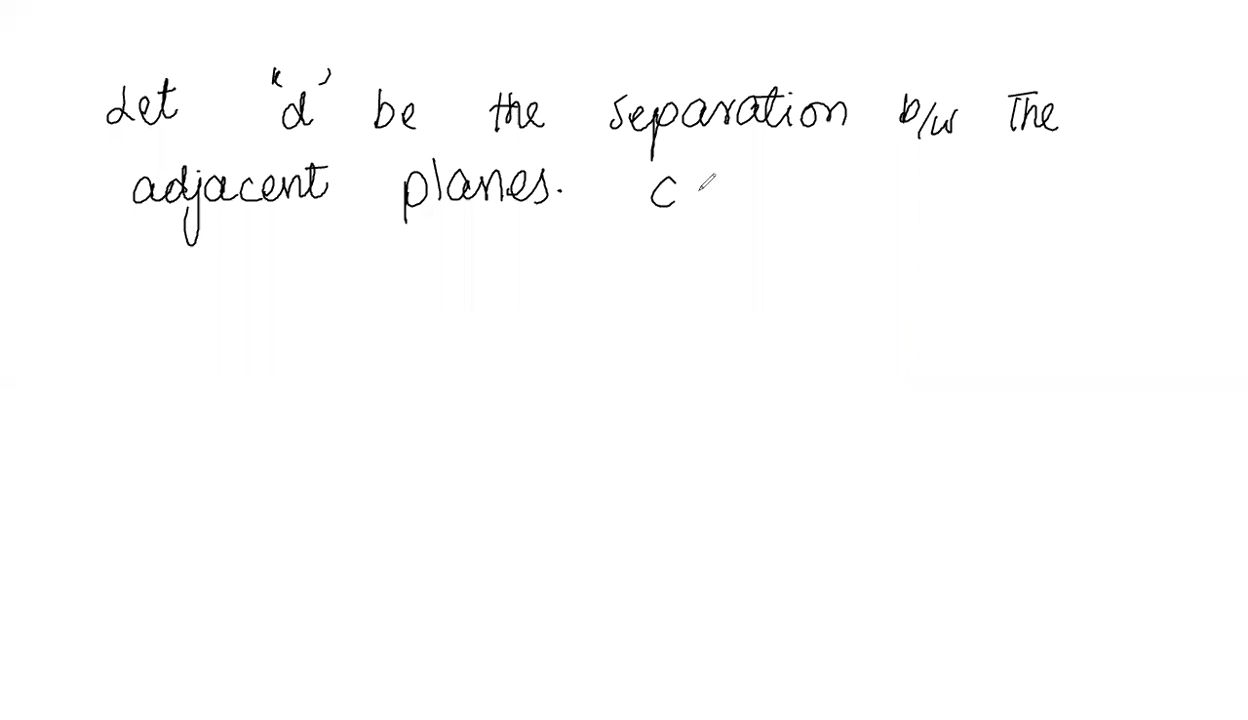 Let "d' be the separation b/w The
adjacent planes. C